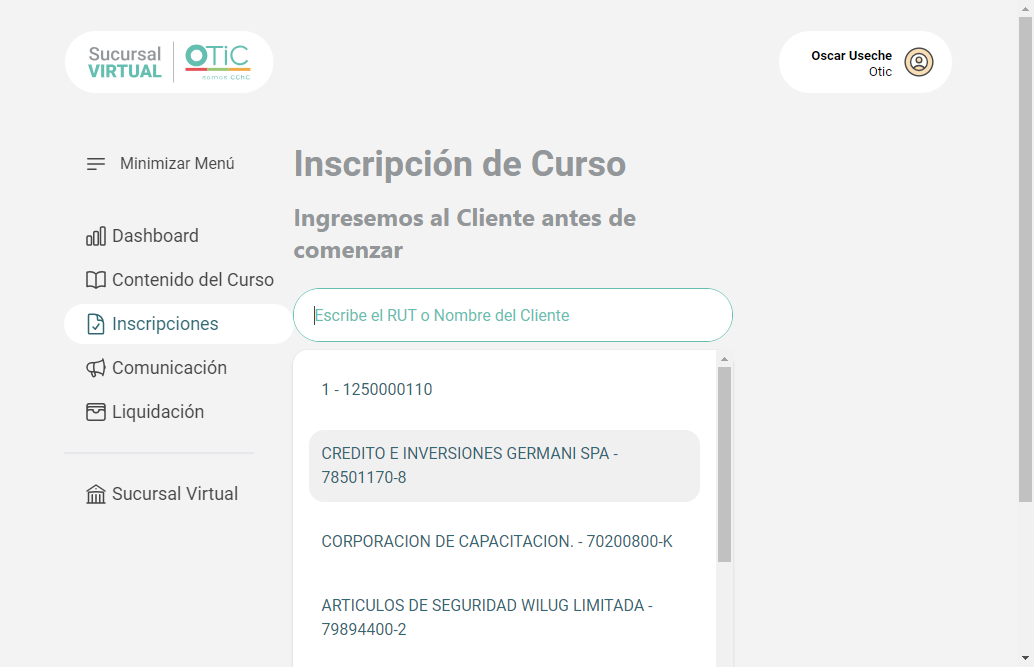 Sucursal
VIRTUAL
OTiC
somos CChC
Oscar Useche
Otic
Minimizar Menú
Dashboard
Contenido del Curso
Inscripciones
Comunicación
Liquidación
Sucursal Virtual
Inscripción de Curso
Ingresemos al Cliente antes de
comenzar
Escribe el RUT o Nombre del Cliente
1 - 1250000110
CREDITO E INVERSIONES GERMANI SPA -
78501170-8
CORPORACION DE CAPACITACION. - 70200800-K
ARTICULOS DE SEGURIDAD WILUG LIMITADA -
79894400-2